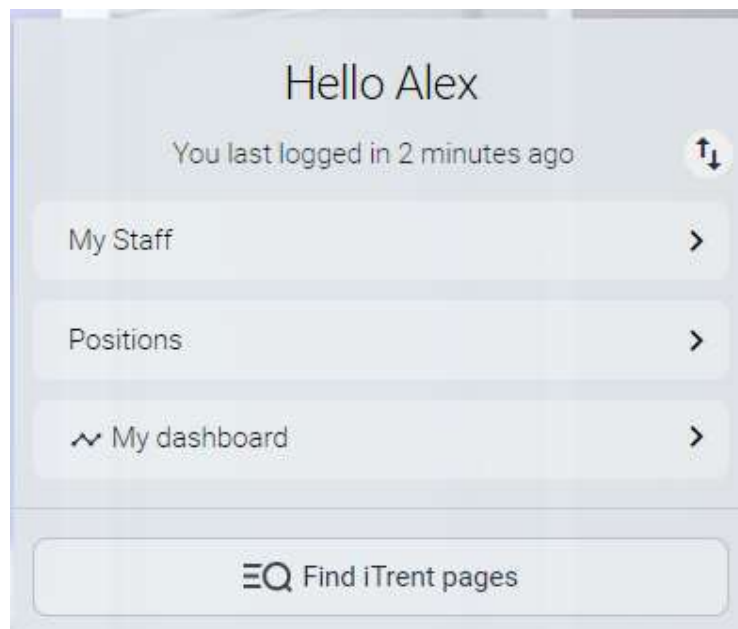 Hello Alex
You last logged in 2 minutes ago
My Staff
Positions
My dashboard
Find iTrent pages